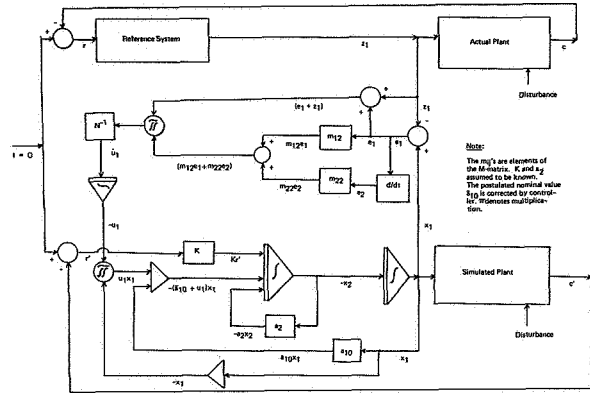 Reference System
Actual Plant
z1
r
c
Disturbance
(e1 + z1)
z1
N-1
m12
m12e1
e1
e1
Note:
The mij's are elements of
the M-matrix. K and a2
assumed to be known.
The postulated nominal value
a10 is corrected by control-
ler. π denotes multiplica-
tion.
t = 0
u̇1
(m12e1+m22e2)
m22
m22e2
e2
d/dt
-u1
x1
r'
K
Kr'
u1x1
-(a10 + u1)x1
-x2
Simulated Plant
c'
a2
-a2x2
Disturbance
-a10x1
a10
x1
-x1